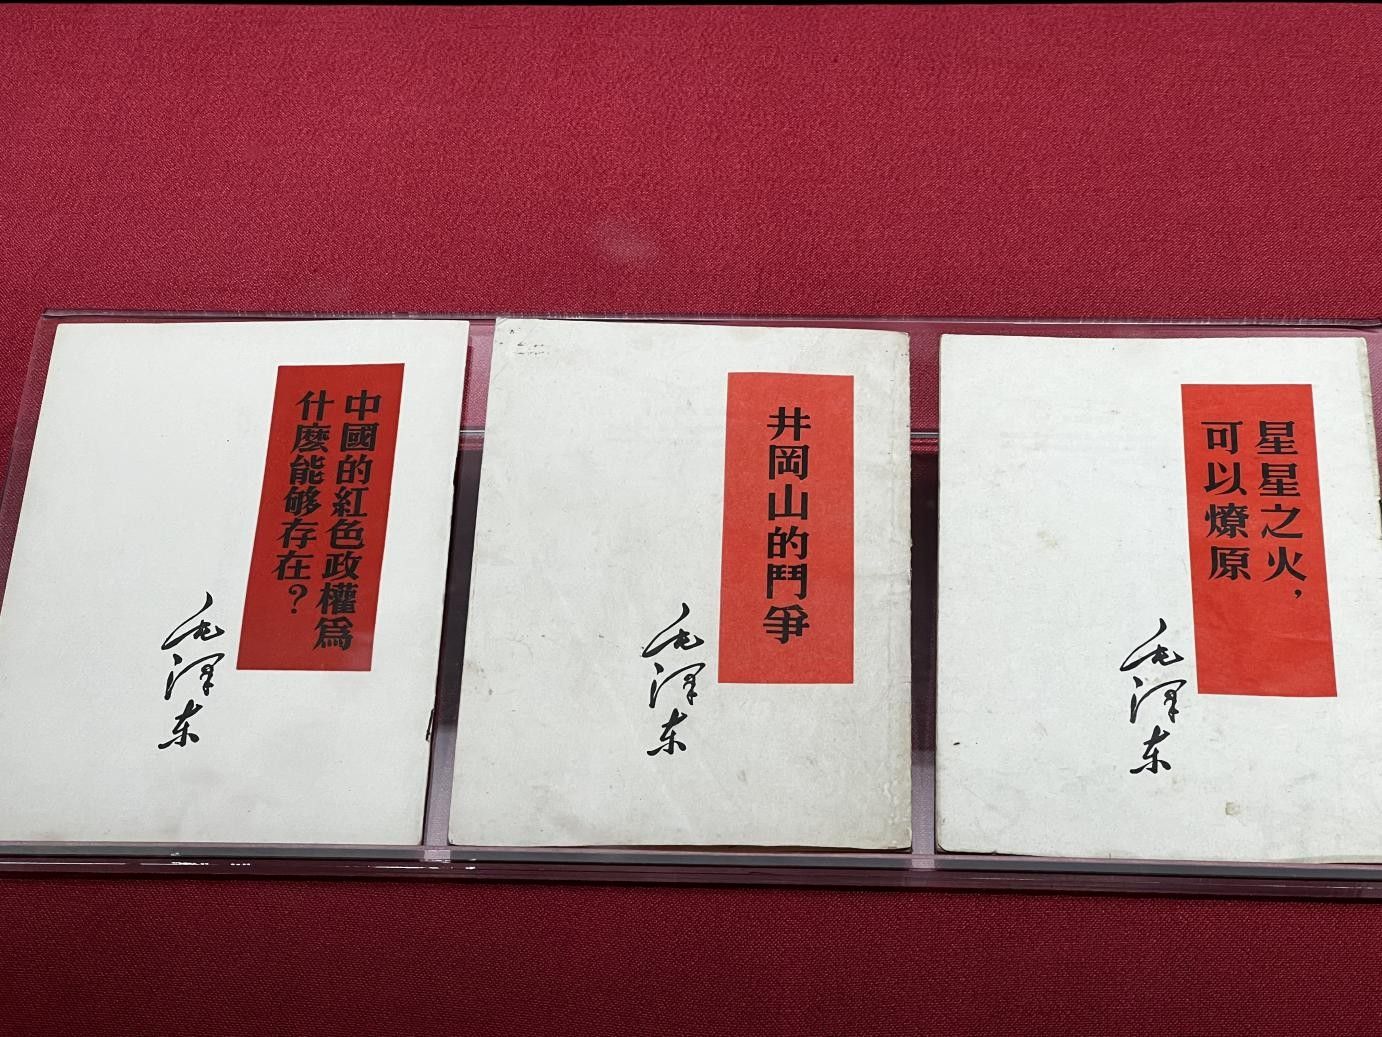 中國的紅色政權爲
什麽能够存在？
毛泽东
井岡山的鬥爭
毛泽东
星星之火，
可以燎原
毛泽东